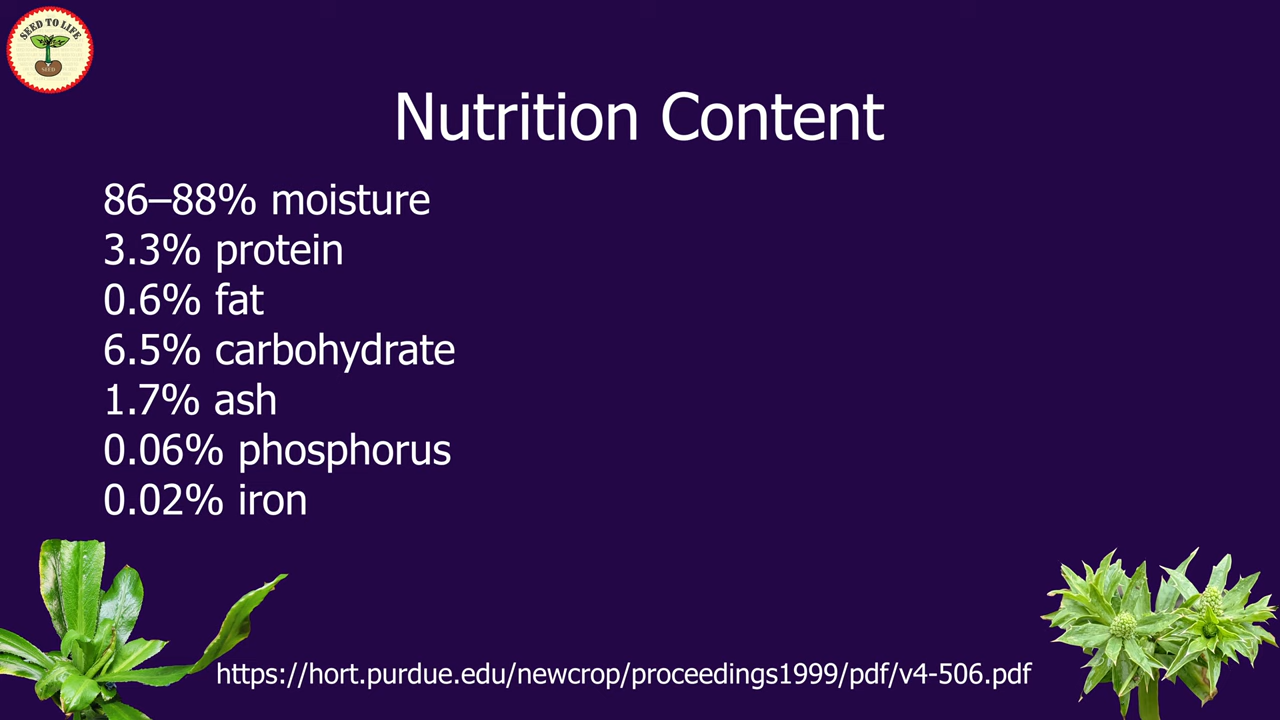 SEED TO LIFE
SEED
Nutrition Content
86–88% moisture
3.3% protein
0.6% fat
6.5% carbohydrate
1.7% ash
0.06% phosphorus
0.02% iron
https://hort.purdue.edu/newcrop/proceedings1999/pdf/v4-506.pdf